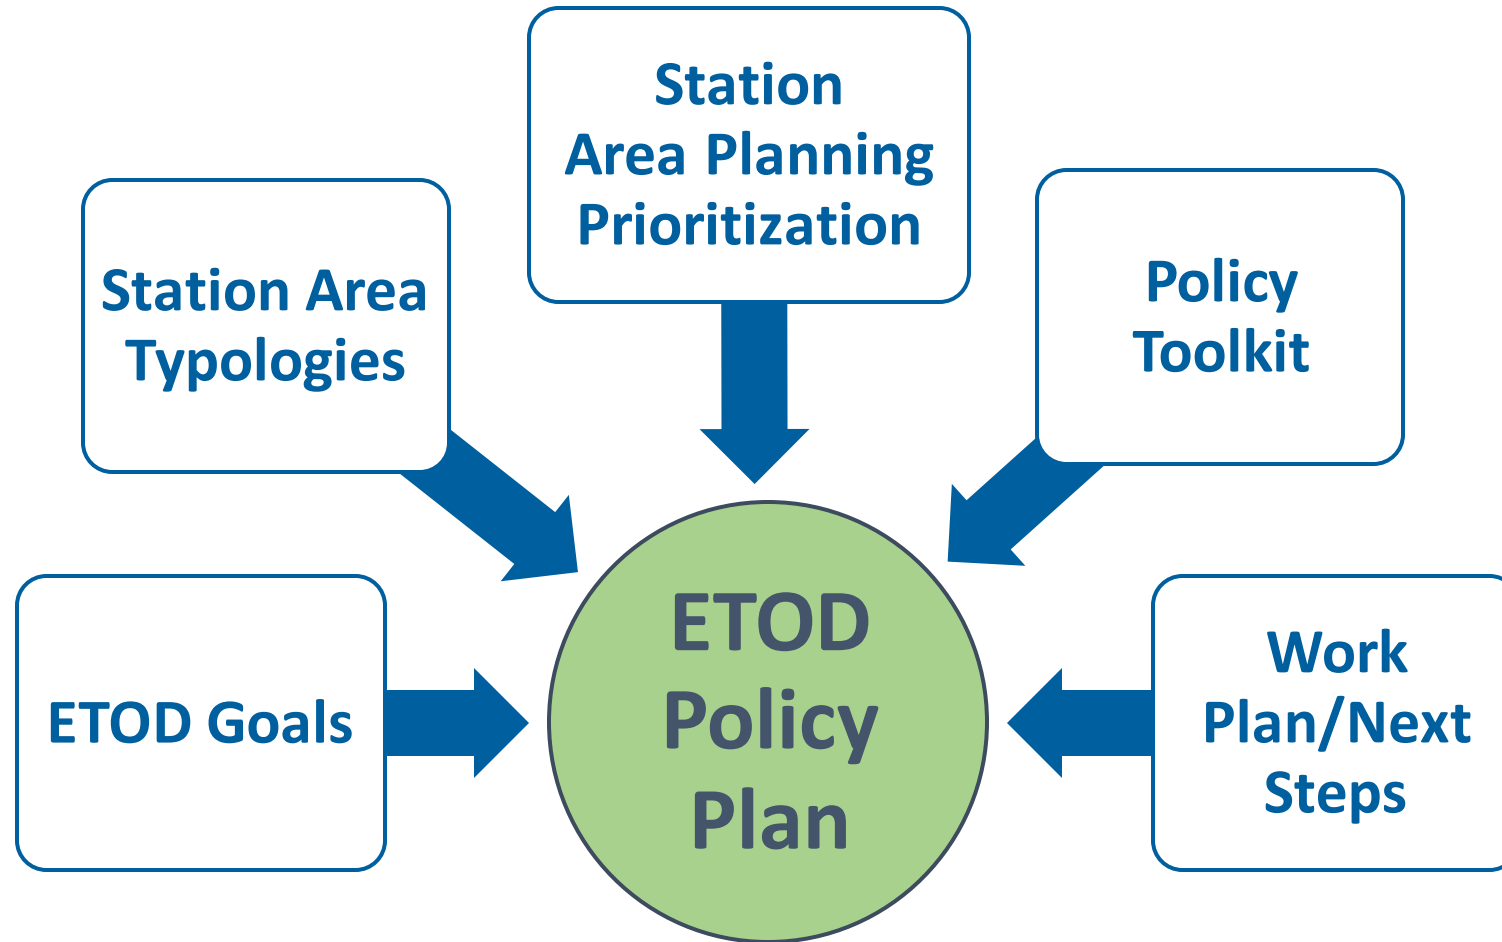 Station
Area Planning
Prioritization
Station Area
Typologies
Policy
Toolkit
ETOD Goals
ETOD
Policy
Plan
Work
Plan/Next
Steps